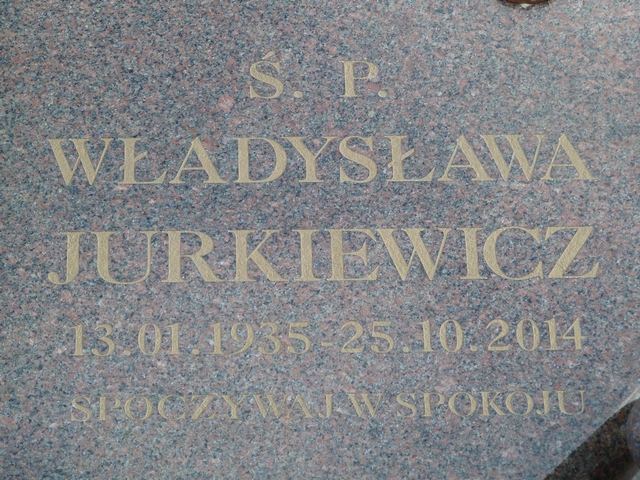 Ś. P.
WŁADYSŁAWA
JURKIEWICZ
13.01.1935-25.10.2014
SPOCZYWAJ W SPOKOJU